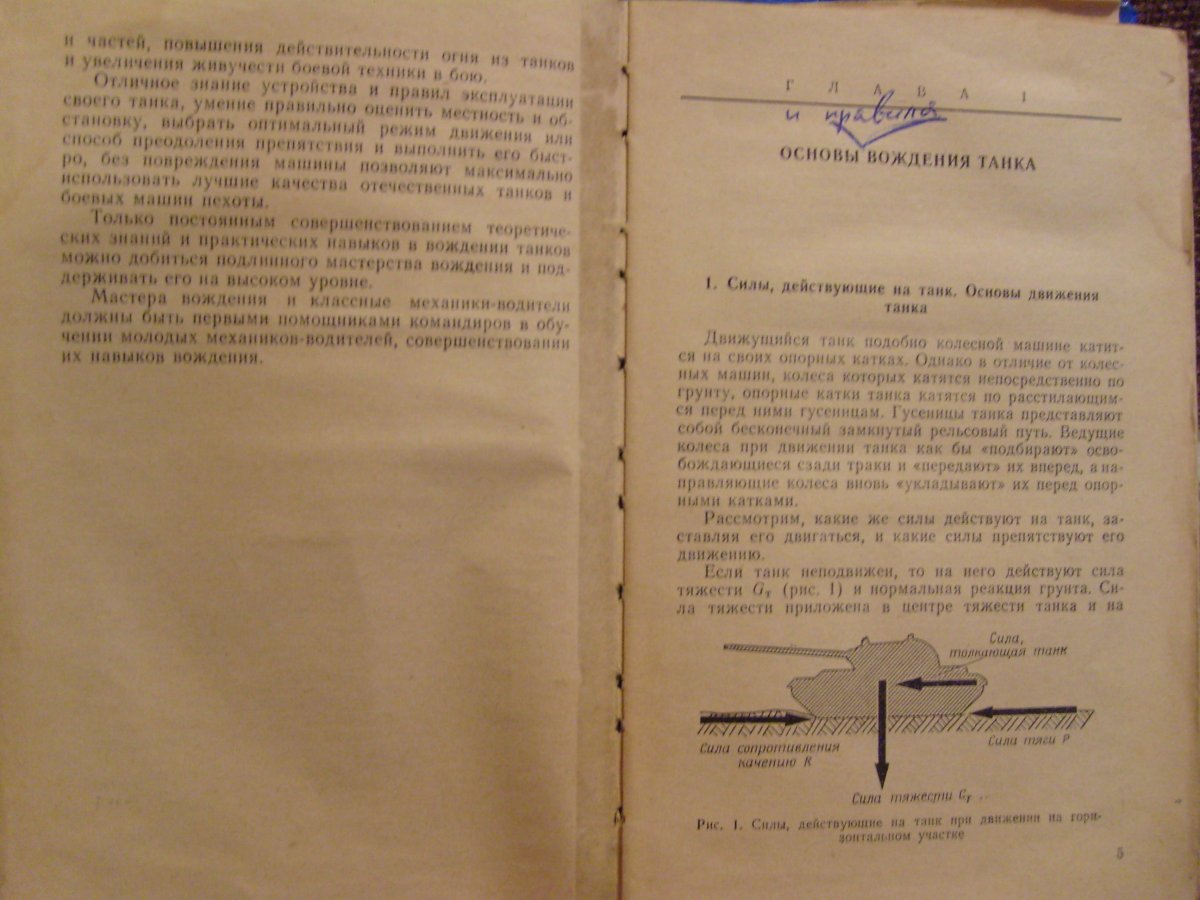 и частей, повышения действительности огня из танков
и увеличения живучести боевой техники в бою.
Отличное знание устройства и правил эксплуатации
своего танка, умение правильно оценить местность и об-
становку, выбрать оптимальный режим движения или
способ преодоления препятствия и выполнить его быст-
ро, без повреждения машины позволяют максимально
использовать лучшие качества отечественных танков и
боевых машин пехоты.
Только постоянным совершенствованием теоретиче-
ских знаний и практических навыков в вождении танков
можно добиться подлинного мастерства вождения и под-
держивать его на высоком уровне.
Мастера вождения и классные механики-водители
должны быть первыми помощниками командиров в обу-
чении молодых механиков-водителей, совершенствовании
их навыков вождения.
ГЛАВА 1
и правила
ОСНОВЫ ВОЖДЕНИЯ ТАНКА
1. Силы, действующие на танк. Основы движения
танка
Движущийся танк подобно колесной машине катит-
ся на своих опорных катках. Однако в отличие от колес-
ных машин, колеса которых катятся непосредственно по
грунту, опорные катки танка катятся по расстилающим-
ся перед ними гусеницам. Гусеницы танка представляют
собой бесконечный замкнутый рельсовый путь. Ведущие
колеса при движении танка как бы «подбирают» осво-
бождающиеся сзади траки и «передают» их вперед, а на-
правляющие колеса вновь «укладывают» их перед опор-
ными катками.
Рассмотрим, какие же силы действуют на танк, за-
ставляя его двигаться, и какие силы препятствуют его
движению.
Если танк неподвижен, то на него действуют сила
тяжести Gт (рис. 1) и нормальная реакция грунта. Си-
ла тяжести приложена в центре тяжести танка и на
Сила,
толкающая танк
Сила сопротивления
качению R
Сила тяги P
Сила тяжести Gт
Рис. 1. Силы, действующие на танк при движении на гори-
зонтальном участке
5